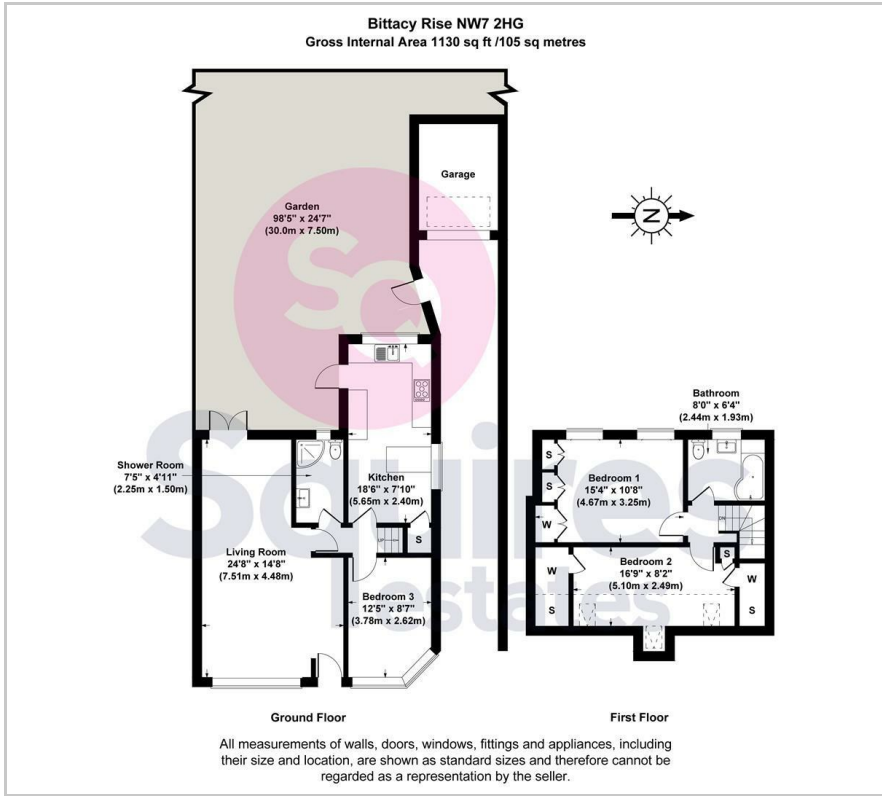 Bittacy Rise NW7 2HG
Gross Internal Area 1130 sq ft /105 sq metres
Garage
Garden
98'5" x 24'7"
(30.0m x 7.50m)
N
SQ
Squires
estates
Shower Room
7'5" x 4'11"
(2.25m x 1.50m)
Kitchen
18'6" x 7'10"
(5.65m x 2.40m)
S
UP
Living Room
24'8" x 14'8"
(7.51m x 4.48m)
Bedroom 3
12'5" x 8'7"
(3.78m x 2.62m)
Bathroom
8'0" x 6'4"
(2.44m x 1.93m)
S
S
W
Bedroom 1
15'4" x 10'8"
(4.67m x 3.25m)
DN
Bedroom 2
16'9" x 8'2"
(5.10m x 2.49m)
W
S
S
W
S
Ground Floor
First Floor
All measurements of walls, doors, windows, fittings and appliances, including
their size and location, are shown as standard sizes and therefore cannot be
regarded as a representation by the seller.